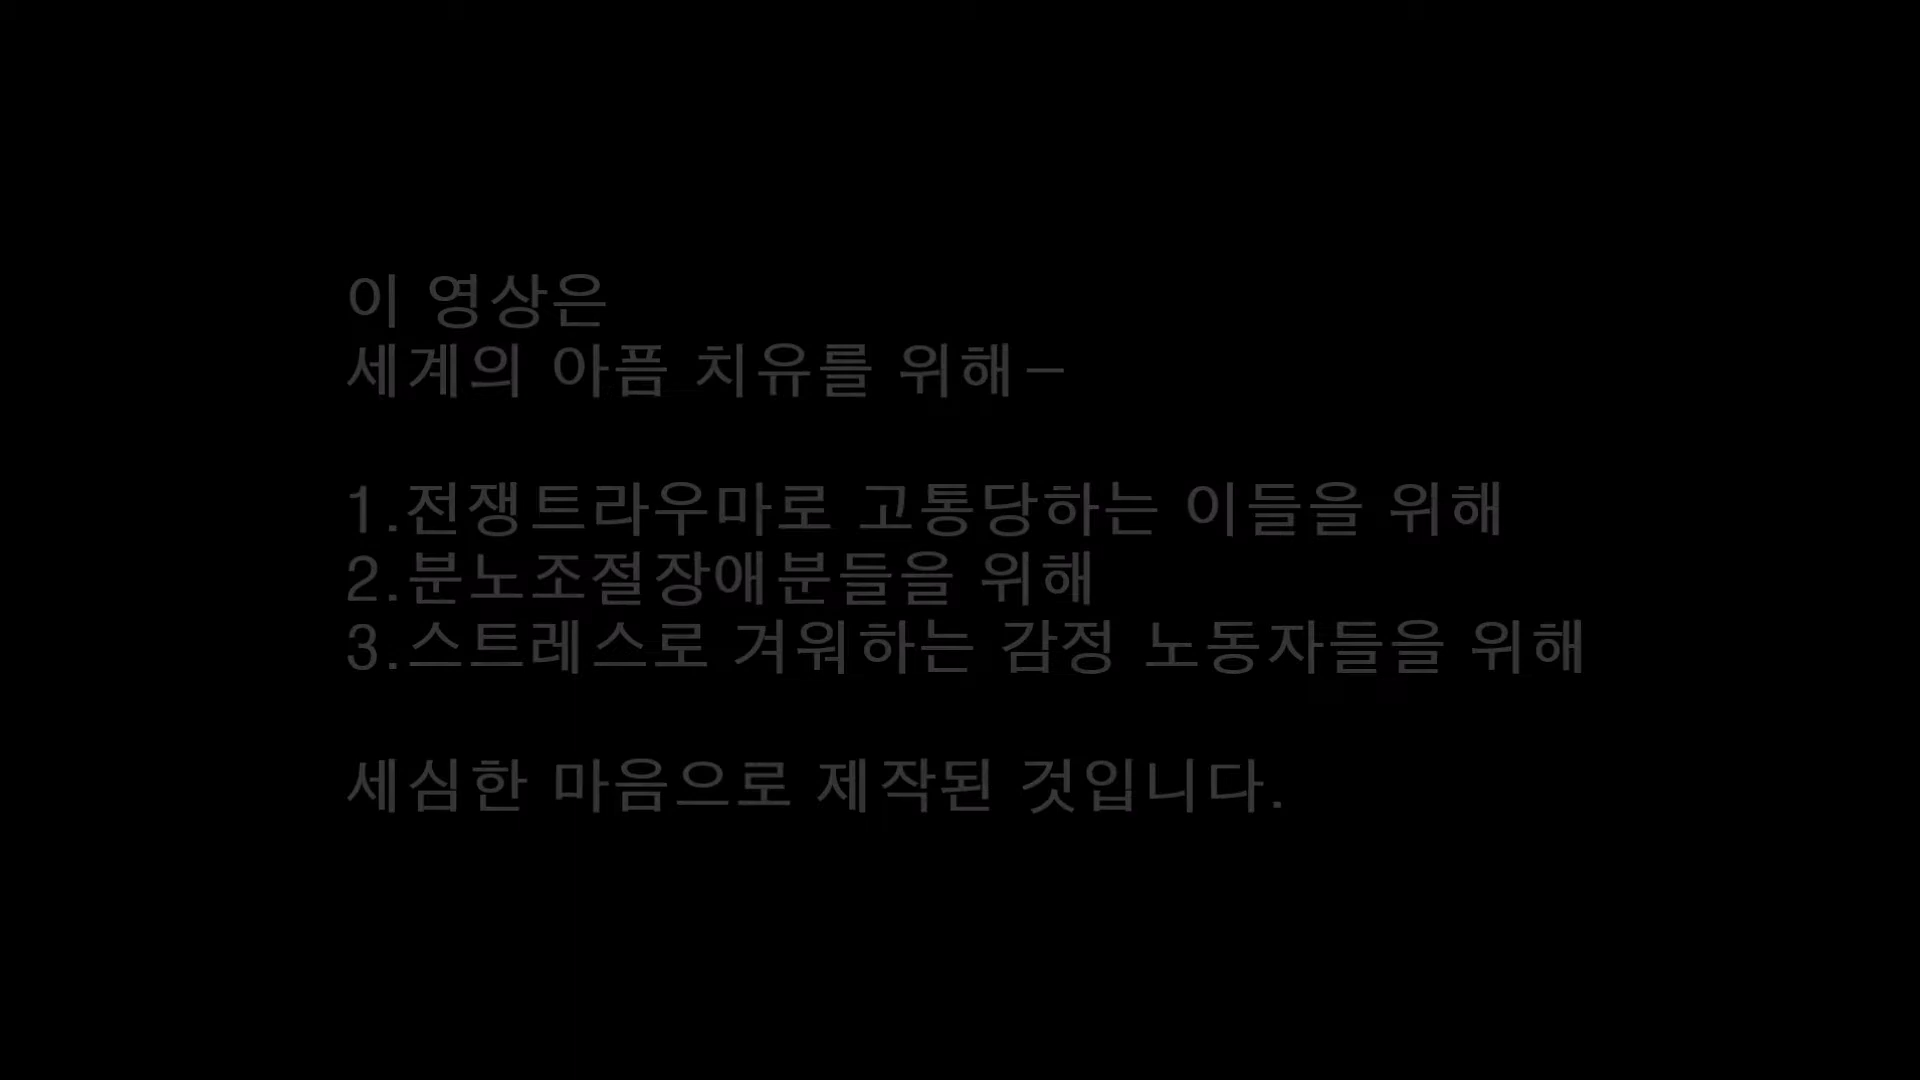 이 영상은
세계의 아픔 치유를 위해-
1.전쟁트라우마로 고통당하는 이들을 위해
2.분노조절장애분들을 위해
3.스트레스로 겨워하는 감정 노동자들을 위해
세심한 마음으로 제작된 것입니다.